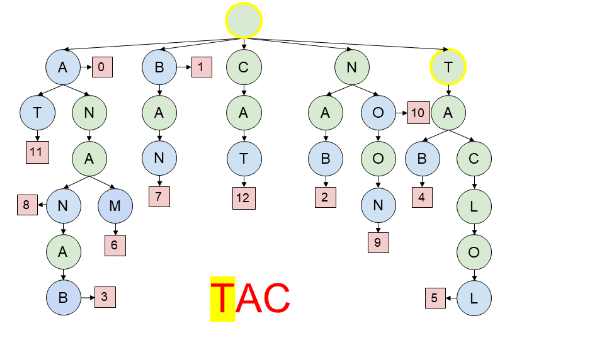 A 0 B 1 C N T
T N A A A O 10 A
11 A N T B O B C
8 N M 7 12 2 N 4 L
6
A 9 O
B 3 5 L
TAC